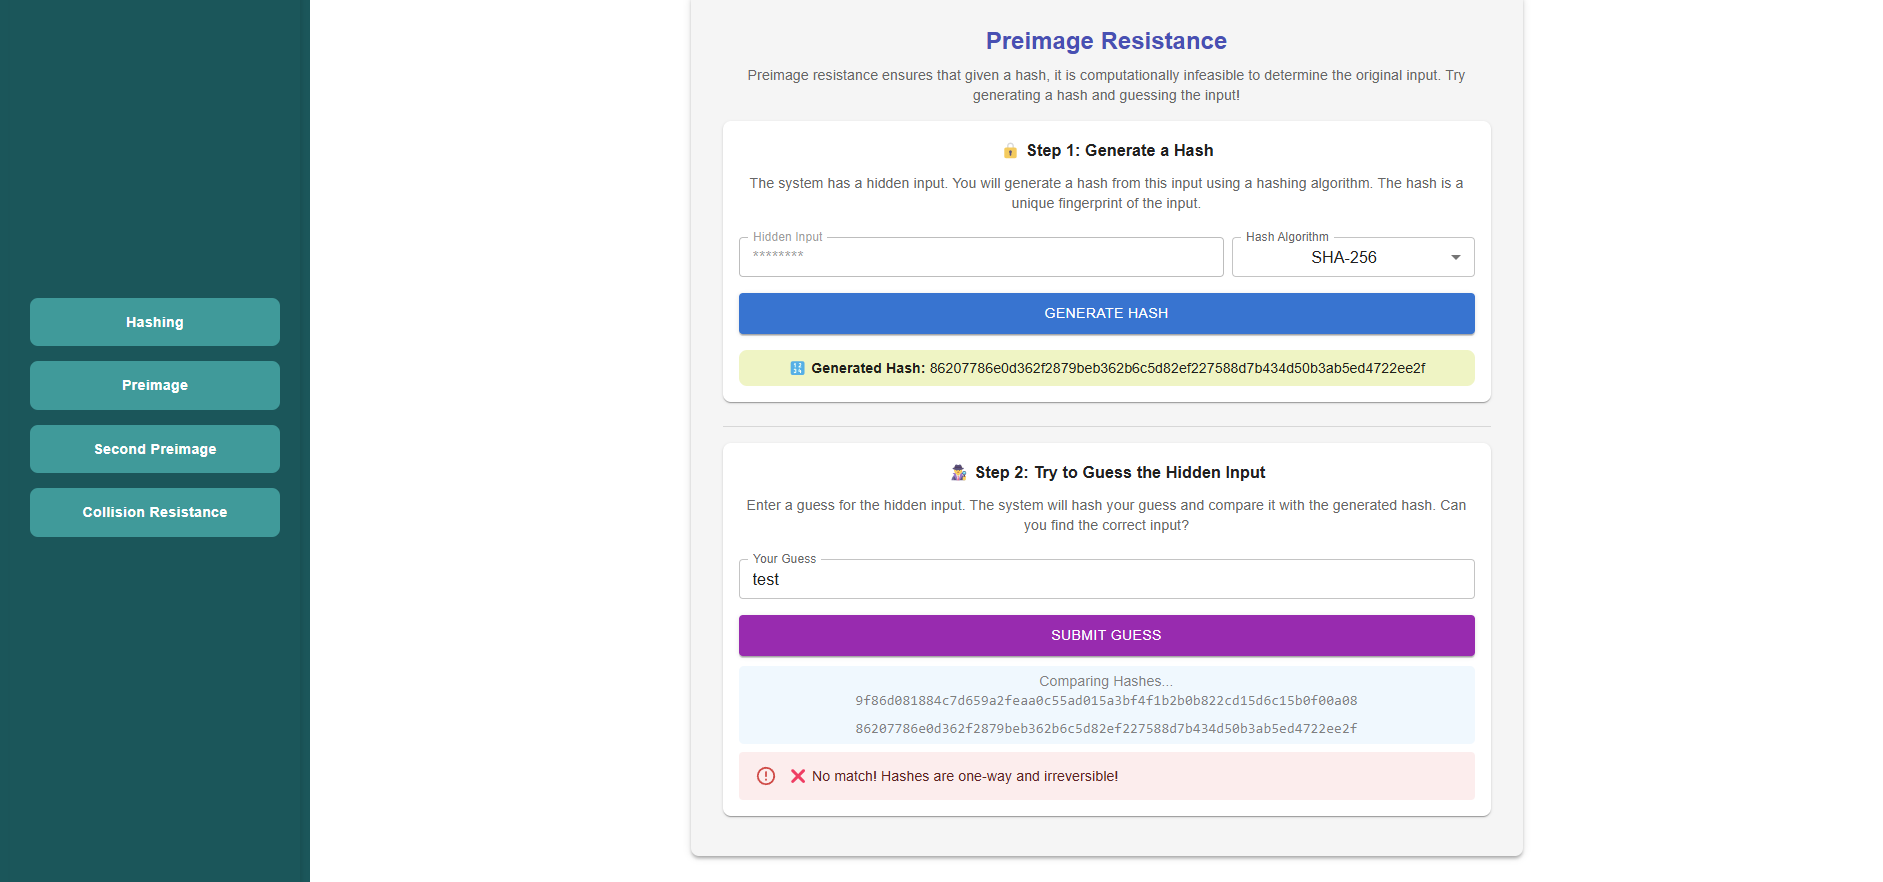 Hashing
Preimage
Second Preimage
Collision Resistance
Preimage Resistance
Preimage resistance ensures that given a hash, it is computationally infeasible to determine the original input. Try
generating a hash and guessing the input!
Step 1: Generate a Hash
The system has a hidden input. You will generate a hash from this input using a hashing algorithm. The hash is a
unique fingerprint of the input.
Hidden Input
********
Hash Algorithm
SHA-256
GENERATE HASH
Generated Hash: 86207786e0d362f2879beb362b6c5d82ef227588d7b434d50b3ab5ed4722ee2f
Step 2: Try to Guess the Hidden Input
Enter a guess for the hidden input. The system will hash your guess and compare it with the generated hash. Can
you find the correct input?
Your Guess
test
SUBMIT GUESS
Comparing Hashes...
9f86d081884c7d659a2feaa0c55ad015a3bf4f1b2b0b822cd15d6c15b0f00a08
86207786e0d362f2879beb362b6c5d82ef227588d7b434d50b3ab5ed4722ee2f
No match! Hashes are one-way and irreversible!